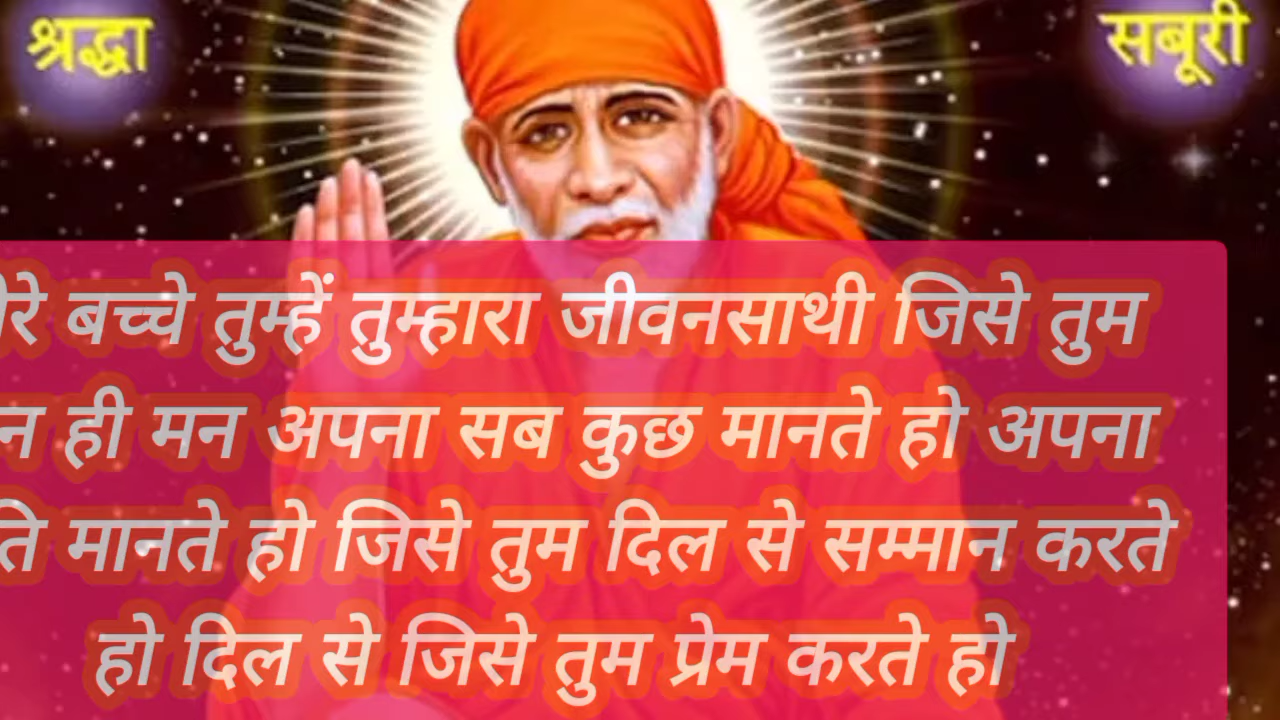 श्रद्धा
सबूरी
बच्चे तुम्हें तुम्हारा जीवनसाथी जिसे तुम
ही मन अपना सब कुछ मानते हो अपना
मानते हो जिसे तुम दिल से सम्मान करते
हो दिल से जिसे तुम प्रेम करते हो